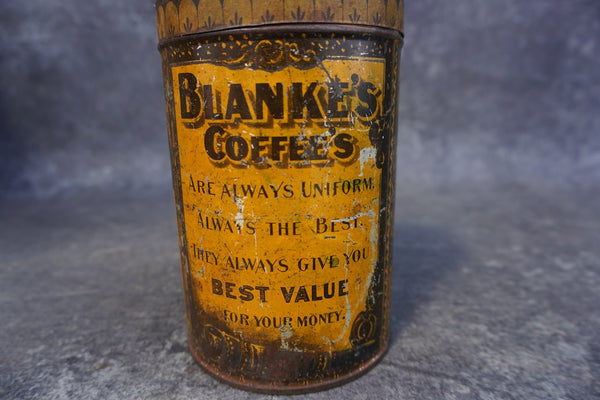 BLANKE'S
COFFEES
ARE ALWAYS UNIFORM.
ALWAYS THE BEST.
THEY ALWAYS GIVE YOU
BEST VALUE
FOR YOUR MONEY.